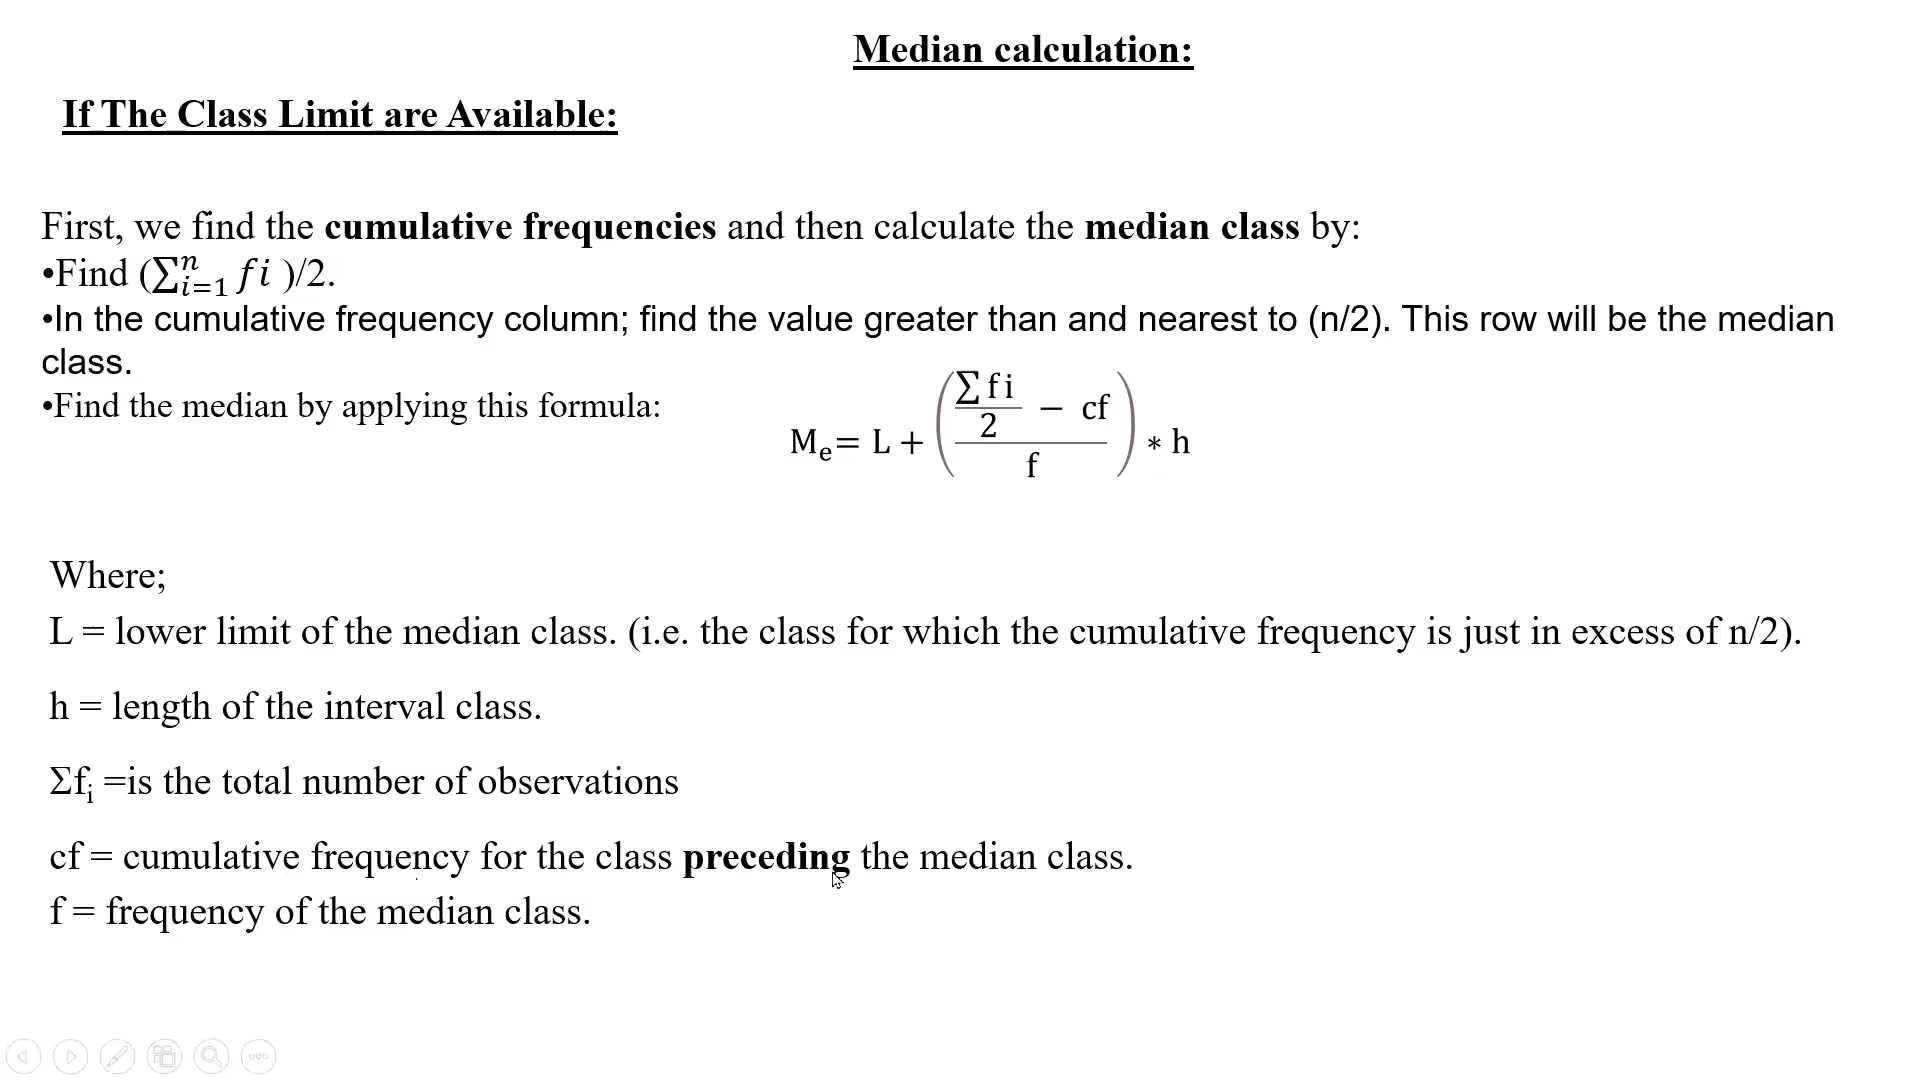 Median calculation:
If The Class Limit are Available:
First, we find the cumulative frequencies and then calculate the median class by:
•Find (∑ⁿᵢ₌₁ fi )/2.
•In the cumulative frequency column; find the value greater than and nearest to (n/2). This row will be the median
class.
•Find the median by applying this formula:
Mₑ= L + ((∑fi/2 − cf)/f) * h
Where;
L = lower limit of the median class. (i.e. the class for which the cumulative frequency is just in excess of n/2).
h = length of the interval class.
Σfᵢ =is the total number of observations
cf = cumulative frequency for the class preceding the median class.
f = frequency of the median class.